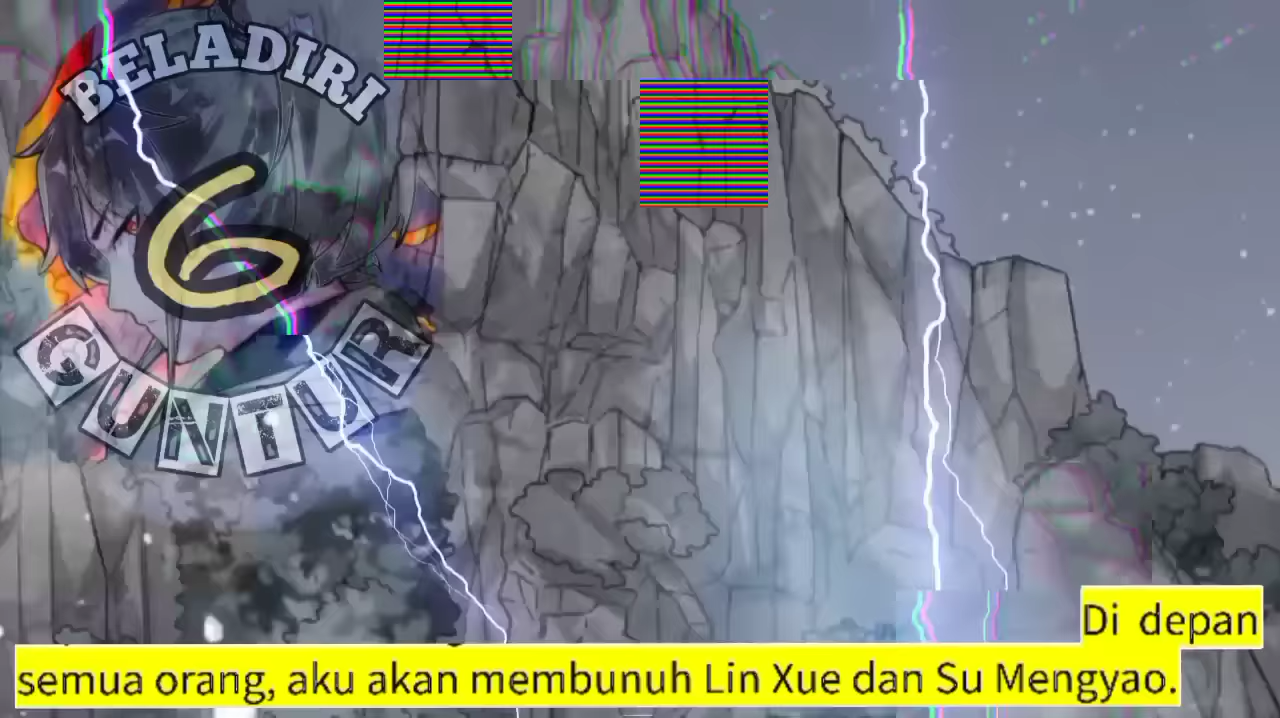 BELADIRI
6
GUNTUR
Di depan
semua orang, aku akan membunuh Lin Xue dan Su Mengyao.